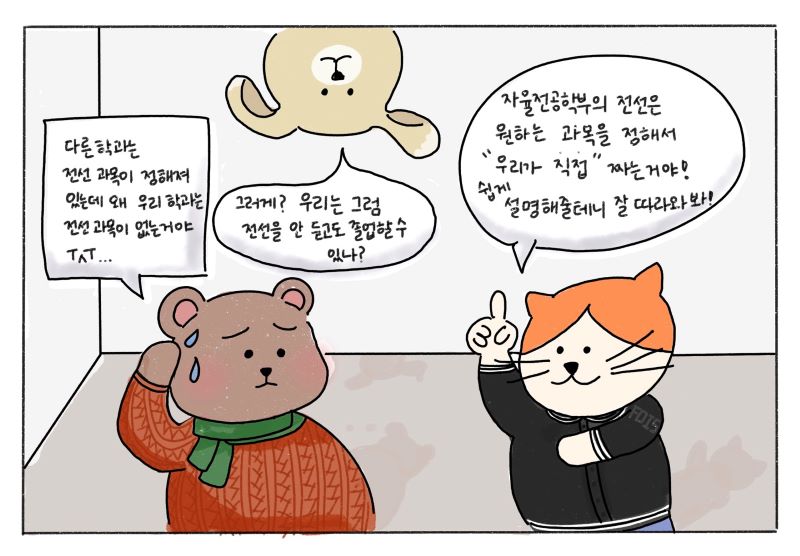 다른 학과는
전선 과목이 정해져
있는데 왜 우리 학과는
전선 과목이 없는거야
TㅅT...
그러게? 우리는 그럼
전선을 안 듣고도 졸업할 수
있나?
자율전공학부의 전선은
원하는 과목을 정해서
"우리가 직접" 짜는거야!
쉽게
설명해줄테니 잘 따라와봐!
FDIS